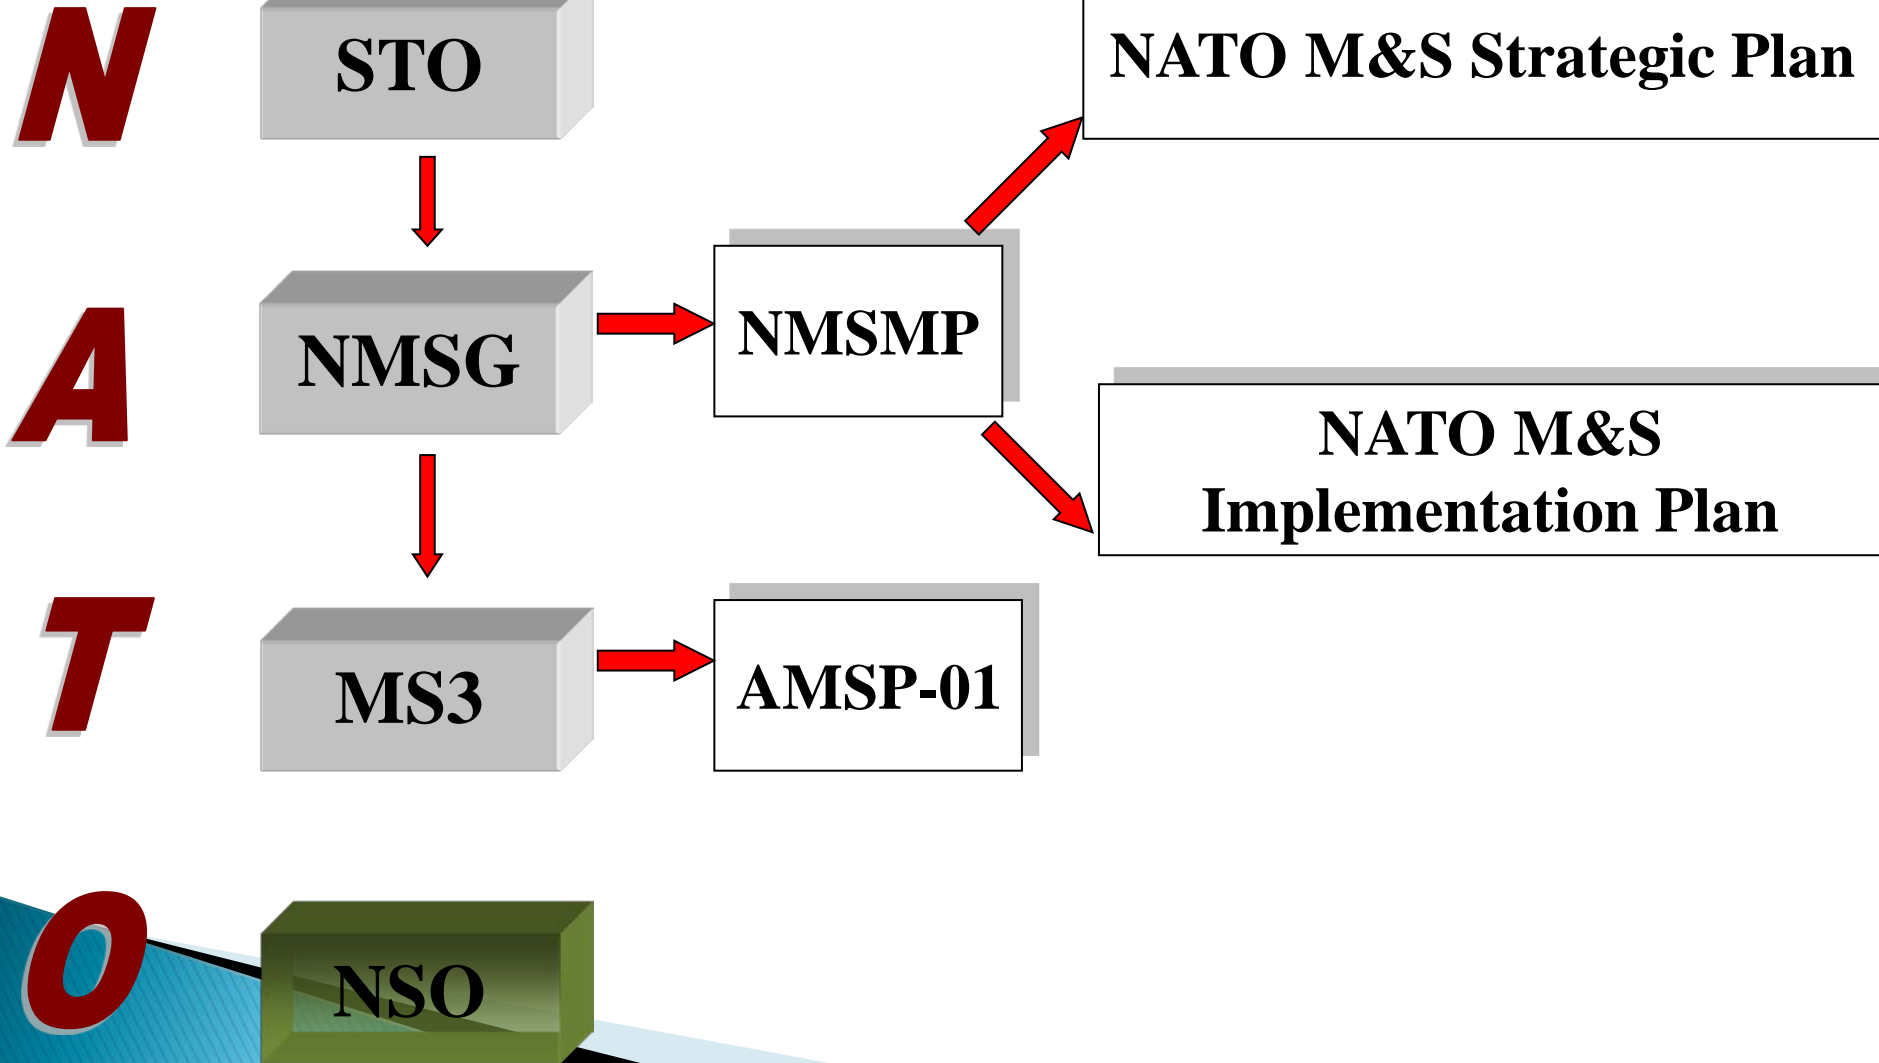 N
STO
NATO M&S Strategic Plan
A
NMSG
NMSMP
NATO M&S
Implementation Plan
T
MS3
AMSP-01
O
NSO